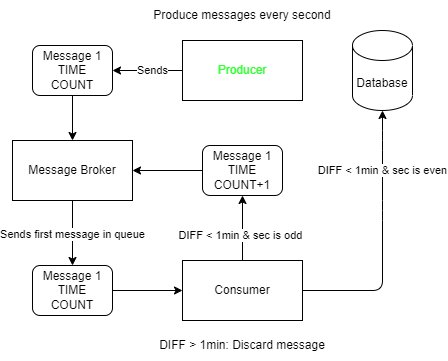 Produce messages every second
Message 1
TIME
COUNT
Sends
Producer
Database
Message Broker
Message 1
TIME
COUNT+1
DIFF < 1min & sec is even
Sends first message in queue
DIFF < 1min & sec is odd
Message 1
TIME
COUNT
Consumer
DIFF > 1min: Discard message